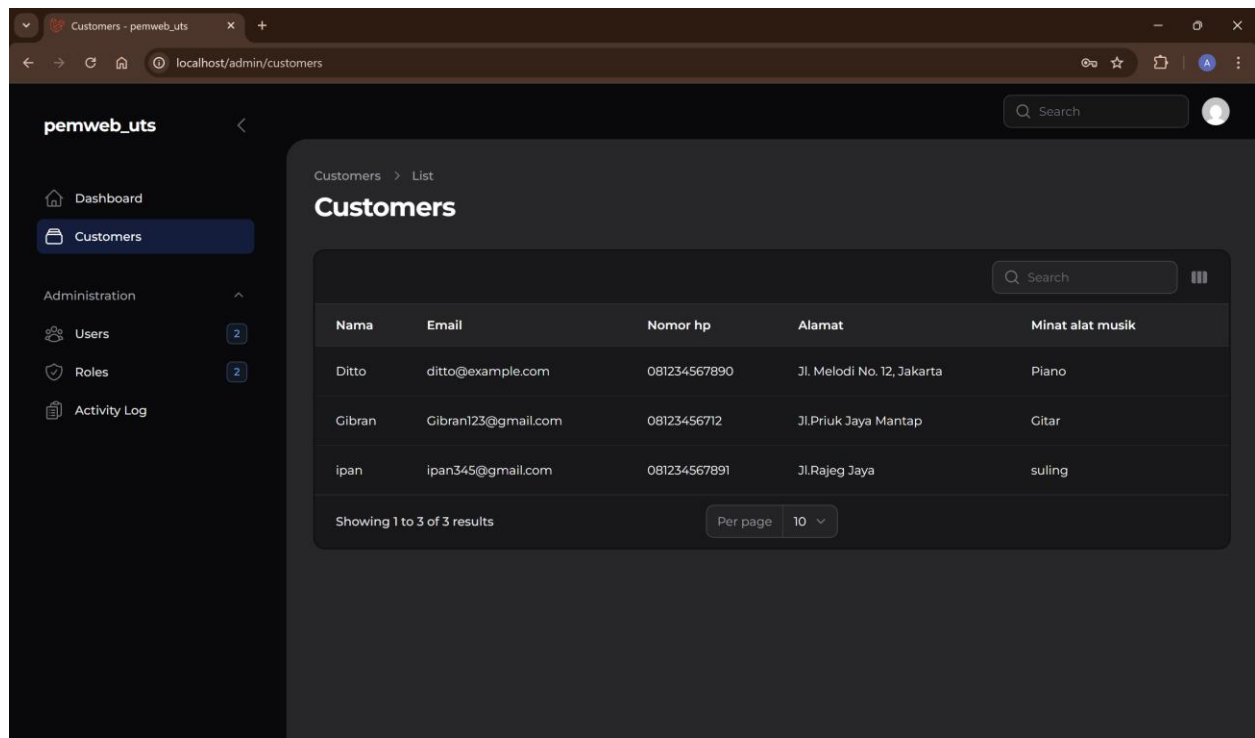 Customers - pemweb_uts
localhost/admin/customers
A
pemweb_uts
Search
Dashboard
Customers
Administration
Users 2
Roles 2
Activity Log
Customers > List
Customers
Search
Nama Email Nomor hp Alamat Minat alat musik
Ditto ditto@example.com 081234567890 Jl. Melodi No. 12, Jakarta Piano
Gibran Gibran123@gmail.com 08123456712 Jl.Priuk Jaya Mantap Gitar
ipan ipan345@gmail.com 081234567891 Jl.Rajeg Jaya suling
Showing 1 to 3 of 3 results Per page 10